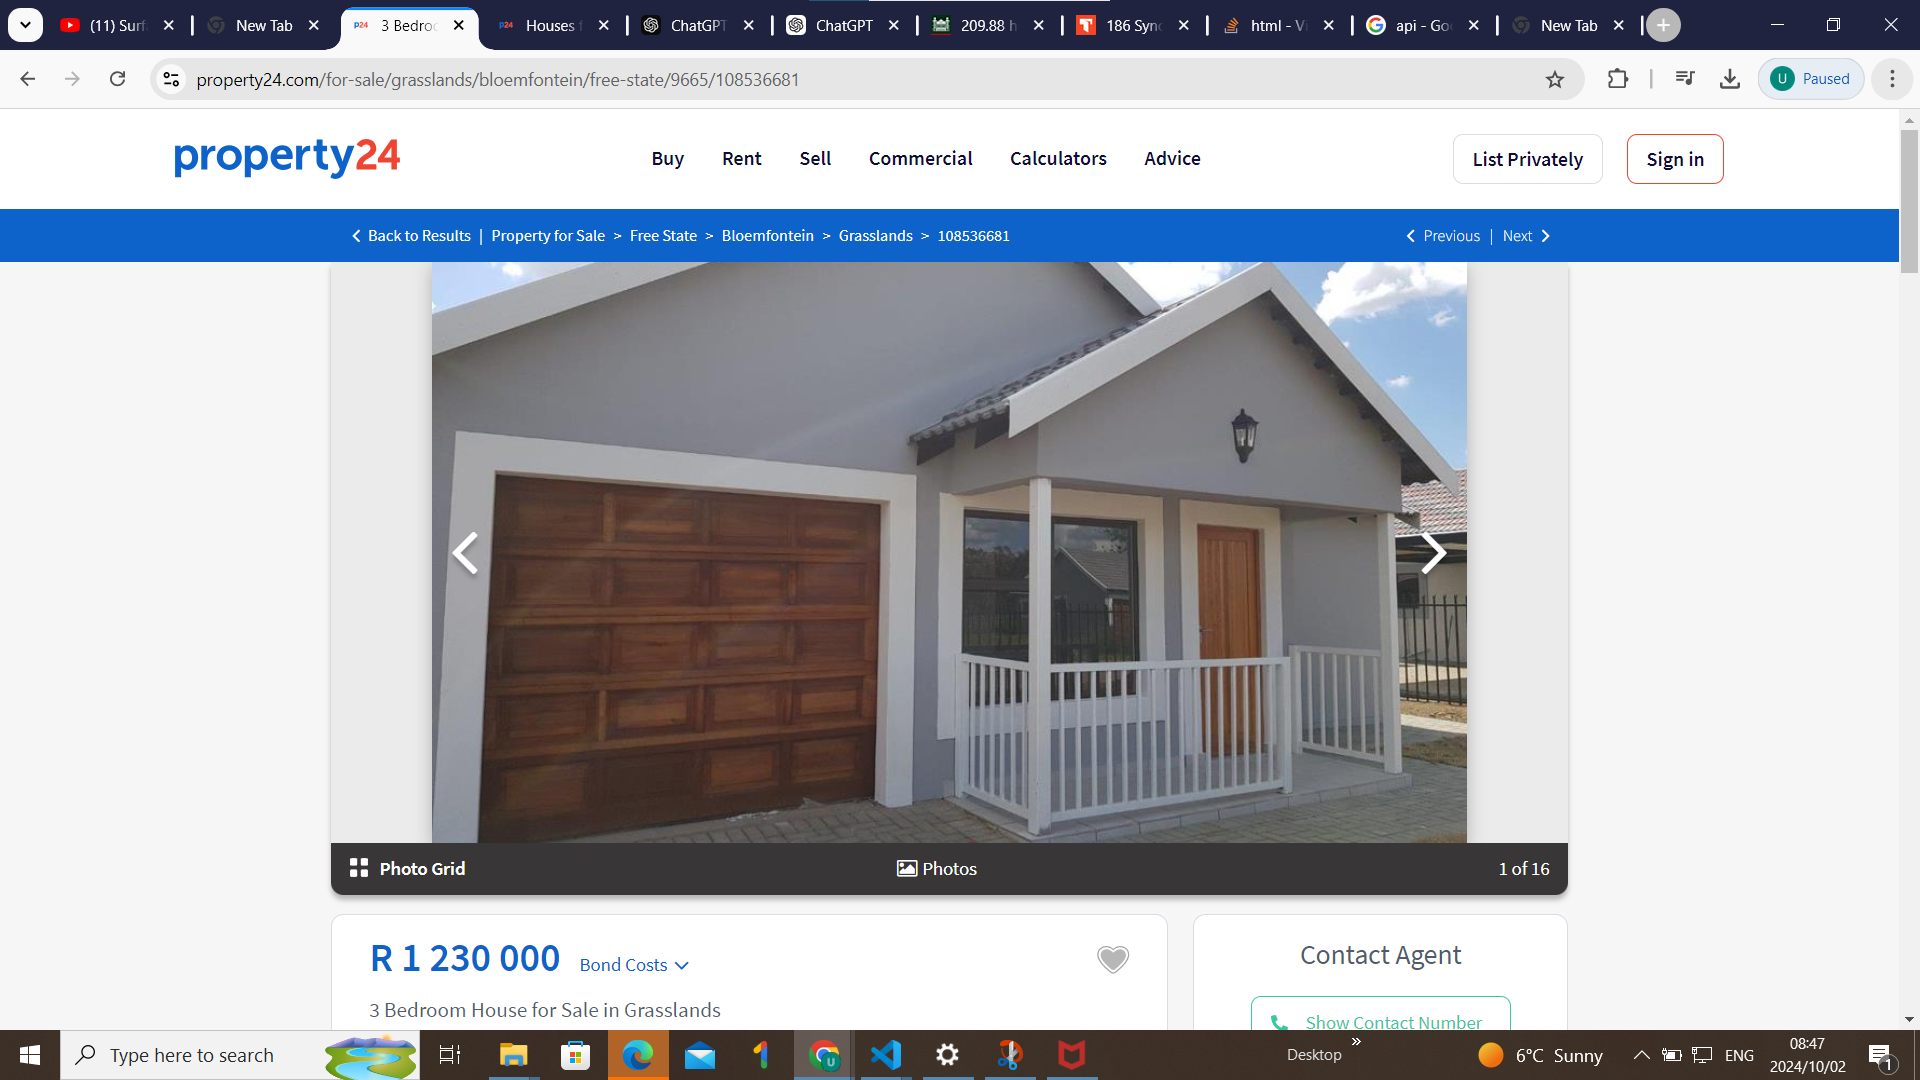 (11) Surf
New Tab
3 Bedroo
Houses f
ChatGPT
ChatGPT
209.88 h
186 Sync
html - Vi
api - Goo
New Tab
property24.com/for-sale/grasslands/bloemfontein/free-state/9665/108536681
U Paused
property24
Buy Rent Sell Commercial Calculators Advice
List Privately
Sign in
Back to Results | Property for Sale > Free State > Bloemfontein > Grasslands > 108536681
Previous | Next
Photo Grid
Photos
1 of 16
R 1 230 000 Bond Costs
3 Bedroom House for Sale in Grasslands
Contact Agent
Show Contact Number
Type here to search
Desktop »
6°C Sunny
ENG
08:47
2024/10/02
1